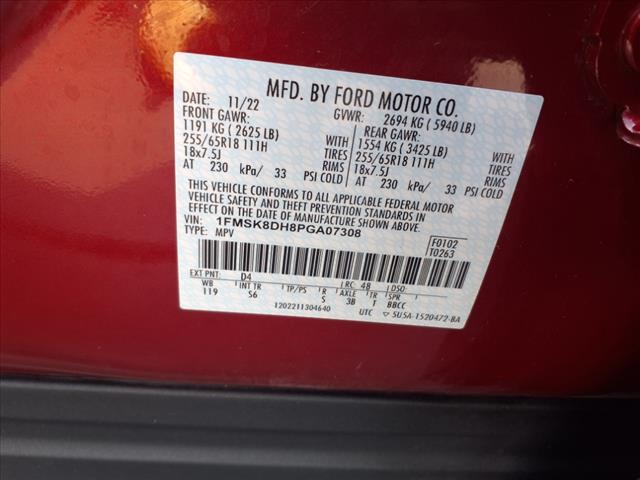 MFD. BY FORD MOTOR CO.
DATE: 11/22 GVWR: 2694 KG ( 5940 LB)
FRONT GAWR: REAR GAWR:
1191 KG ( 2625 LB) WITH 1554 KG ( 3425 LB) WITH
255/65R18 111H TIRES 255/65R18 111H TIRES
18x7.5J RIMS 18x7.5J RIMS
AT 230 kPa/ 33 PSI COLD AT 230 kPa/ 33 PSI COLD
THIS VEHICLE CONFORMS TO ALL APPLICABLE FEDERAL MOTOR
VEHICLE SAFETY AND THEFT PREVENTION STANDARDS IN
EFFECT ON THE DATE OF MANUFACTURE SHOWN ABOVE.
VIN: 1FMSK8DH8PGA07308
TYPE: MPV
F0102
T0263
EXT PNT: D4 RC: 48 DSO:
WB INT TR TP/PS R AXLE TR SPR
119 S6 S 3B T BBCC
1202211304640 UTC ▽ SU5A-1520472-BA